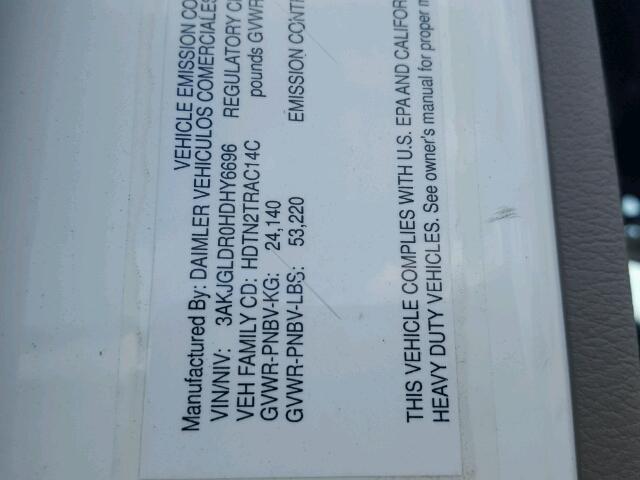 VEHICLE EMISSION CO
Manufactured By: DAIMLER VEHICULOS COMERCIALES
VIN/NIV: 3AKJGLDR0HDHY6696 REGULATORY C
VEH FAMILY CD: HDTN2TRAC14C pounds GVWR
GVWR-PNBV-KG: 24,140
GVWR-PNBV-LBS: 53,220 EMISSION CONTR
THIS VEHICLE COMPLIES WITH U.S. EPA AND CALIFOR
HEAVY DUTY VEHICLES. See owner's manual for proper m